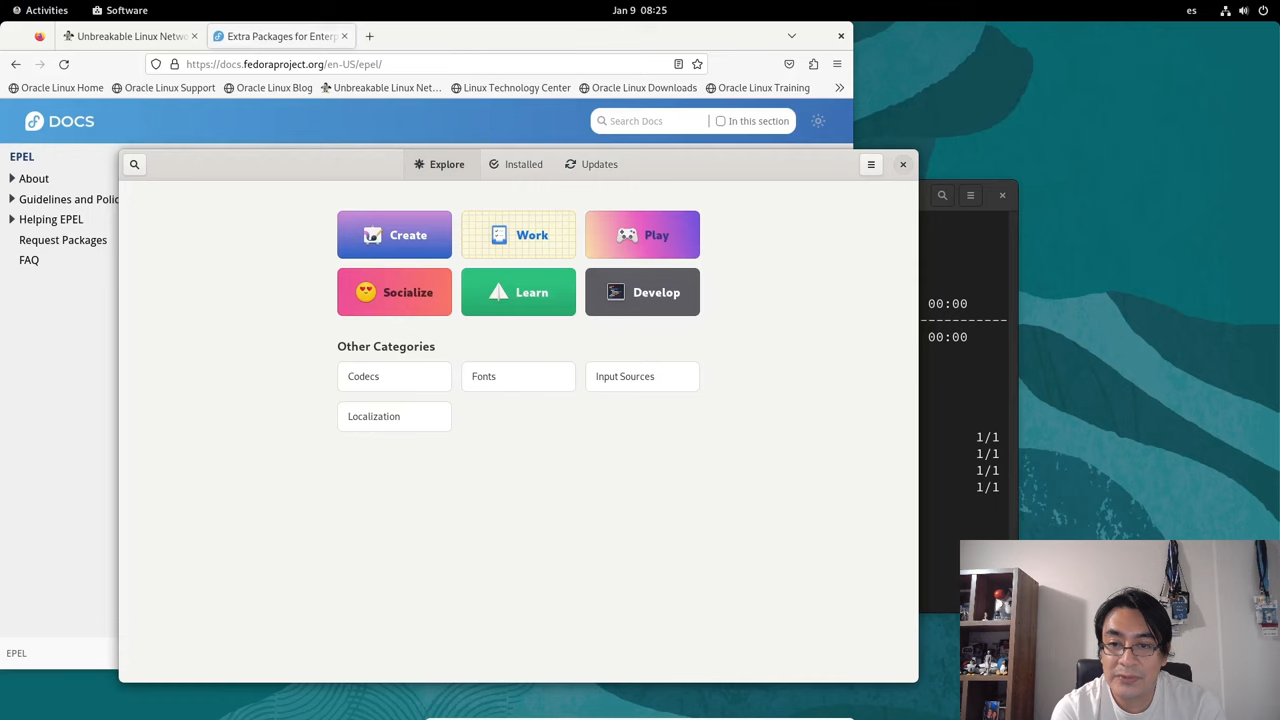 Activities
Software
Jan 9 08:25
es
Unbreakable Linux Netwo
Extra Packages for Enterp
https://docs.fedoraproject.org/en-US/epel/
Oracle Linux Home
Oracle Linux Support
Oracle Linux Blog
Unbreakable Linux Net...
Linux Technology Center
Oracle Linux Downloads
Oracle Linux Training
DOCS
Search Docs
In this section
EPEL
About
Guidelines and Polic
Helping EPEL
Request Packages
FAQ
EPEL
Explore
Installed
Updates
Create
Work
Play
Socialize
Learn
Develop
Other Categories
Codecs
Fonts
Input Sources
Localization
00:00
-----------
00:00
1/1
1/1
1/1
1/1